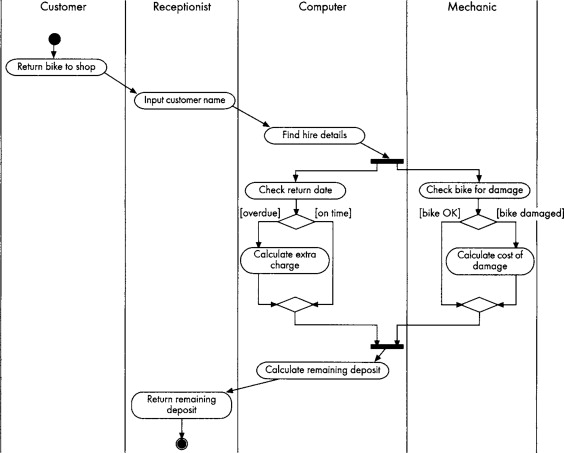 Customer
Receptionist
Computer
Mechanic
Return bike to shop
Input customer name
Find hire details
Check return date
Check bike for damage
[overdue]
[on time]
[bike OK]
[bike damaged]
Calculate extra
charge
Calculate cost of
damage
Calculate remaining deposit
Return remaining
deposit